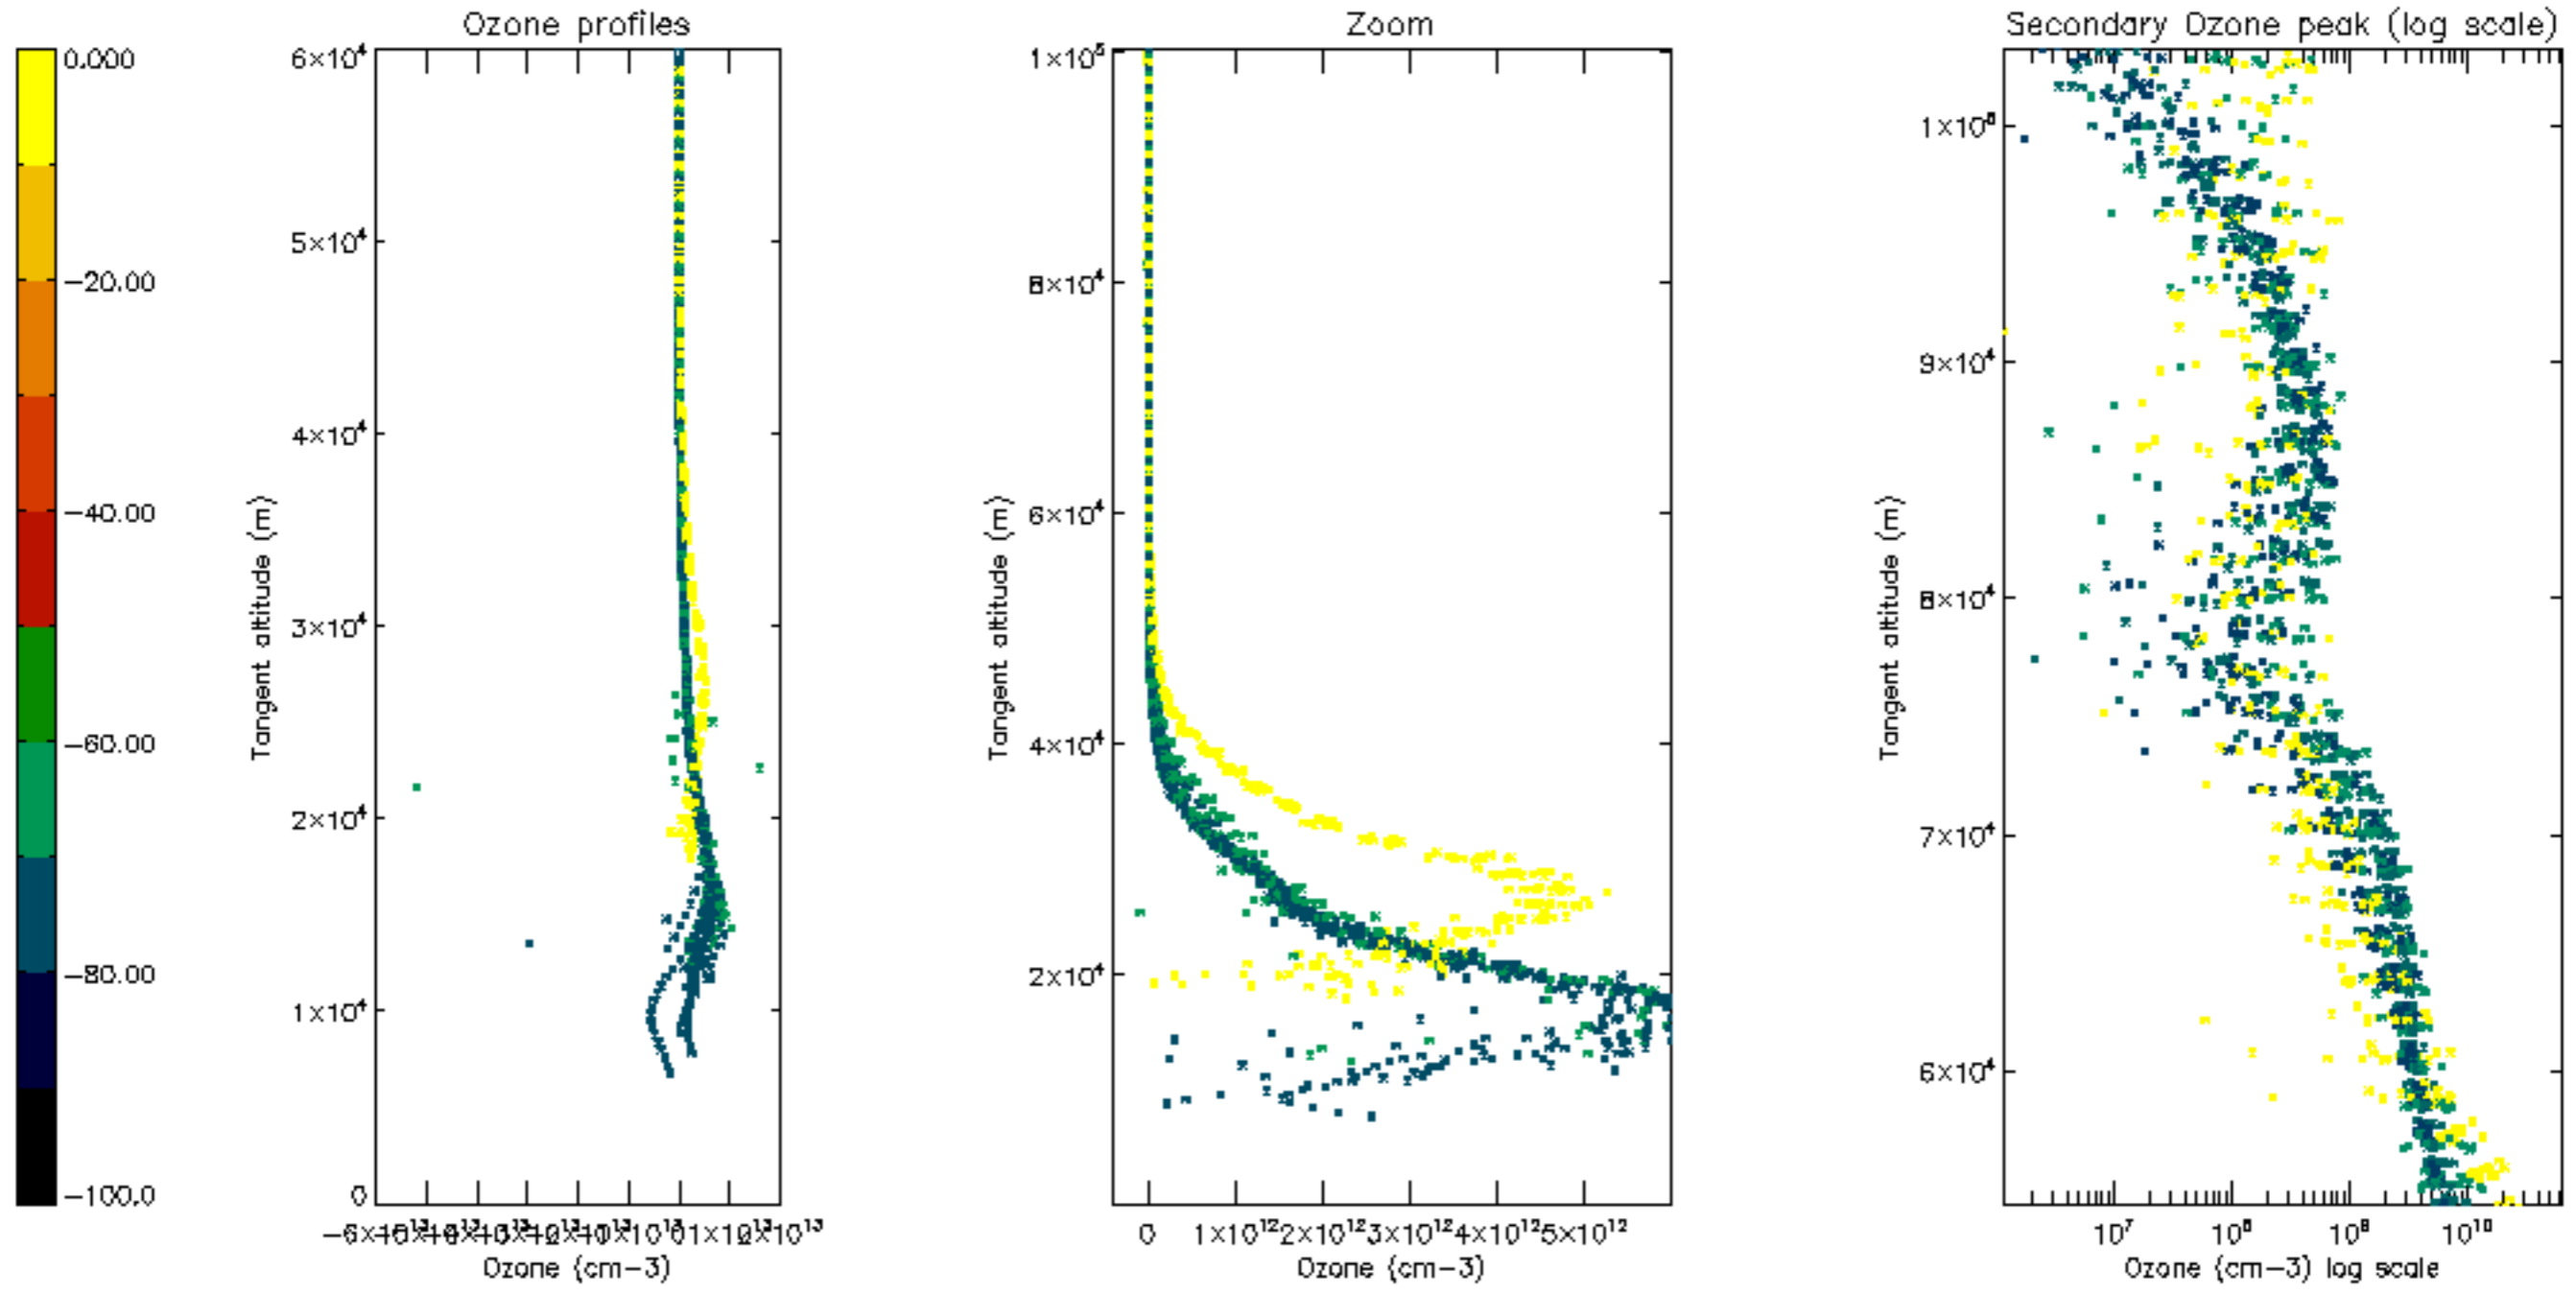 Ozone profiles
Zoom
Secondary Ozone peak (log scale)
0.000
−20.00
−40.00
−60.00
−80.00
−100.0
6×10⁴
5×10⁴
4×10⁴
3×10⁴
2×10⁴
1×10⁴
0
Tangent altitude (m)
Ozone (cm−3)
1×10⁵
8×10⁴
6×10⁴
4×10⁴
2×10⁴
Tangent altitude (m)
0 1×10¹² 2×10¹² 3×10¹² 4×10¹² 5×10¹²
Ozone (cm−3)
1×10⁵
9×10⁴
8×10⁴
7×10⁴
6×10⁴
Tangent altitude (m)
10⁷ 10⁸ 10⁹ 10¹⁰
Ozone (cm−3) log scale